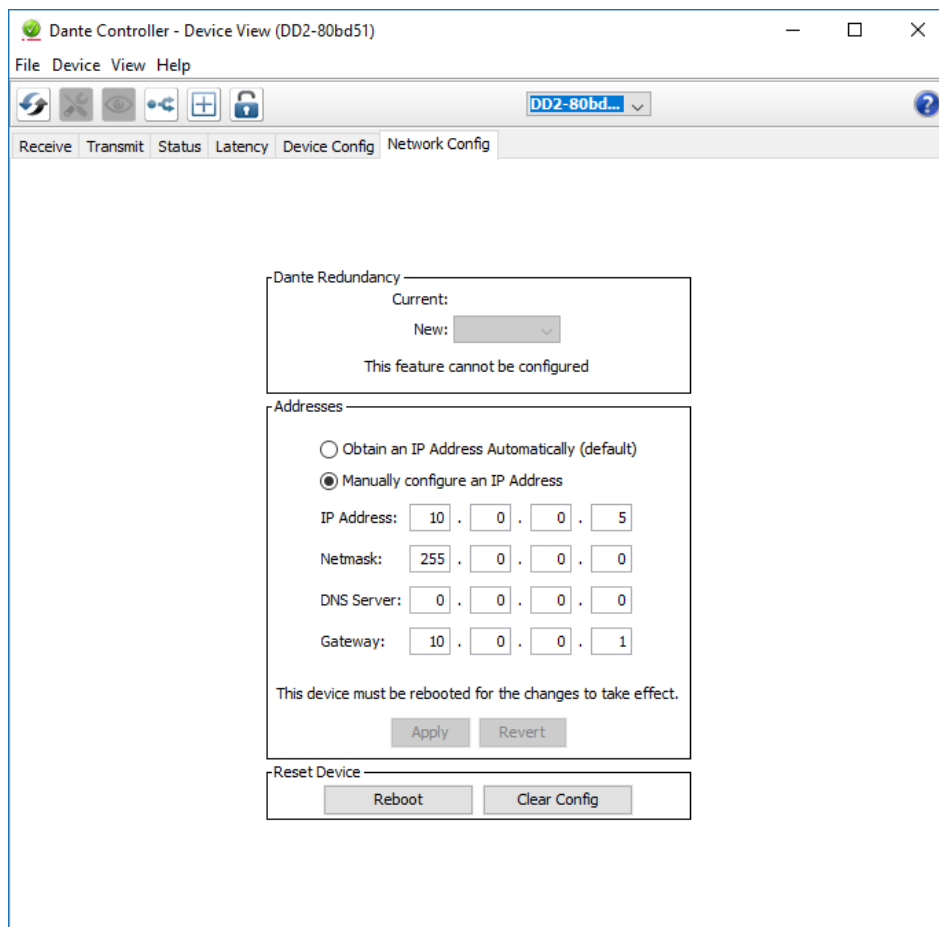 Dante Controller - Device View (DD2-80bd51)
File Device View Help
DD2-80bd...
?
Receive Transmit Status Latency Device Config Network Config
Dante Redundancy
Current:
New:
This feature cannot be configured
Addresses
Obtain an IP Address Automatically (default)
Manually configure an IP Address
IP Address: 10 . 0 . 0 . 5
Netmask: 255 . 0 . 0 . 0
DNS Server: 0 . 0 . 0 . 0
Gateway: 10 . 0 . 0 . 1
This device must be rebooted for the changes to take effect.
Apply Revert
Reset Device
Reboot Clear Config